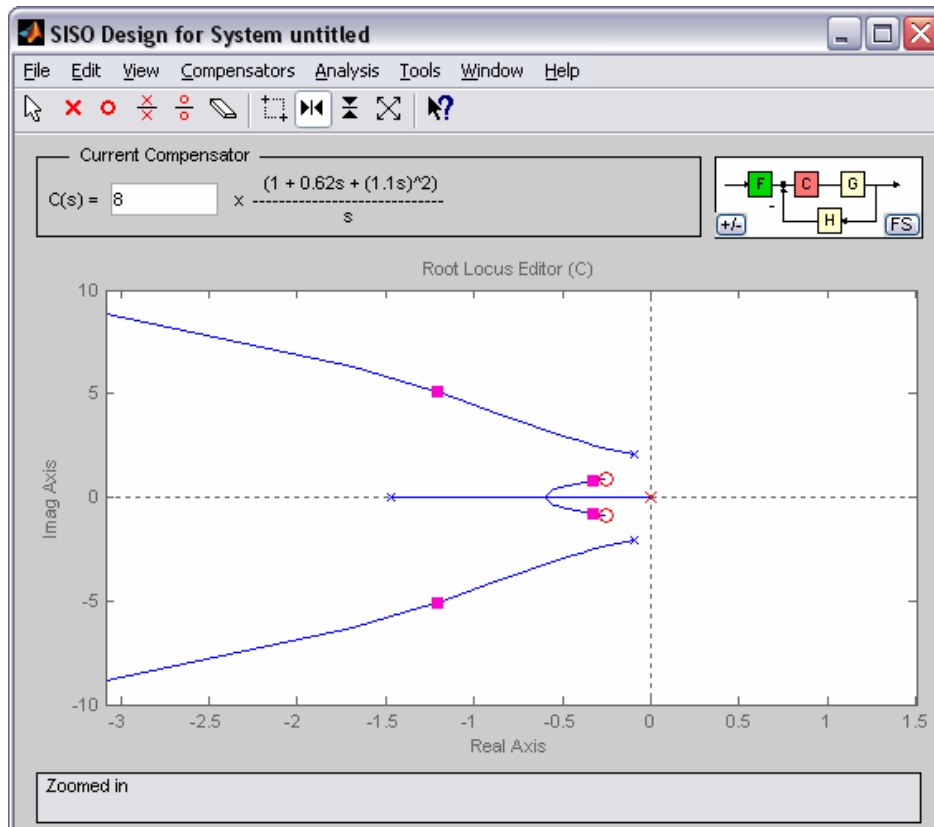 SISO Design for System untitled
File Edit View Compensators Analysis Tools Window Help
Current Compensator
C(s) = 8 x (1 + 0.62s + (1.1s)^2)
s
F C G
-
H
+/- FS
Root Locus Editor (C)
10
5
0
-5
-10
Imag Axis
-3 -2.5 -2 -1.5 -1 -0.5 0 0.5 1 1.5
Real Axis
Zoomed in